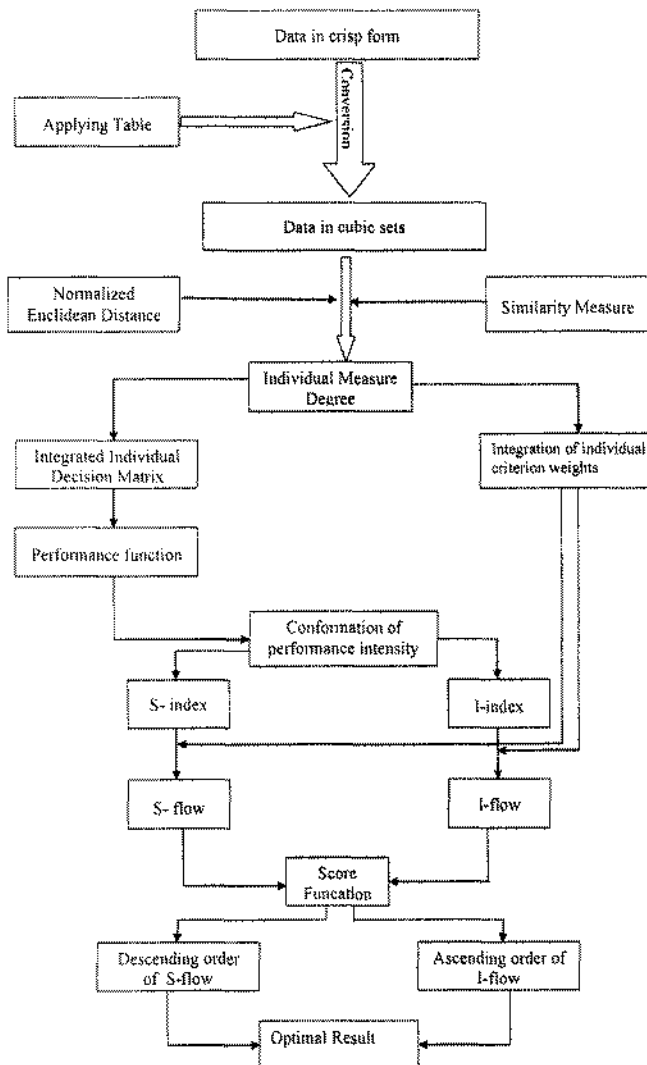 Data in crisp form
Conversion
Applying Table
Data in cubic sets
Normalized
Euclidean Distance
Similarity Measure
Individual Measure
Degree
Integrated Individual
Decision Matrix
Integration of individual
criterion weights
Performance function
Conformation of
performance intensity
S- index
I-index
S- flow
I-flow
Score
Funcation
Descending order
of S-flow
Ascending order of
I-flow
Optimal Result